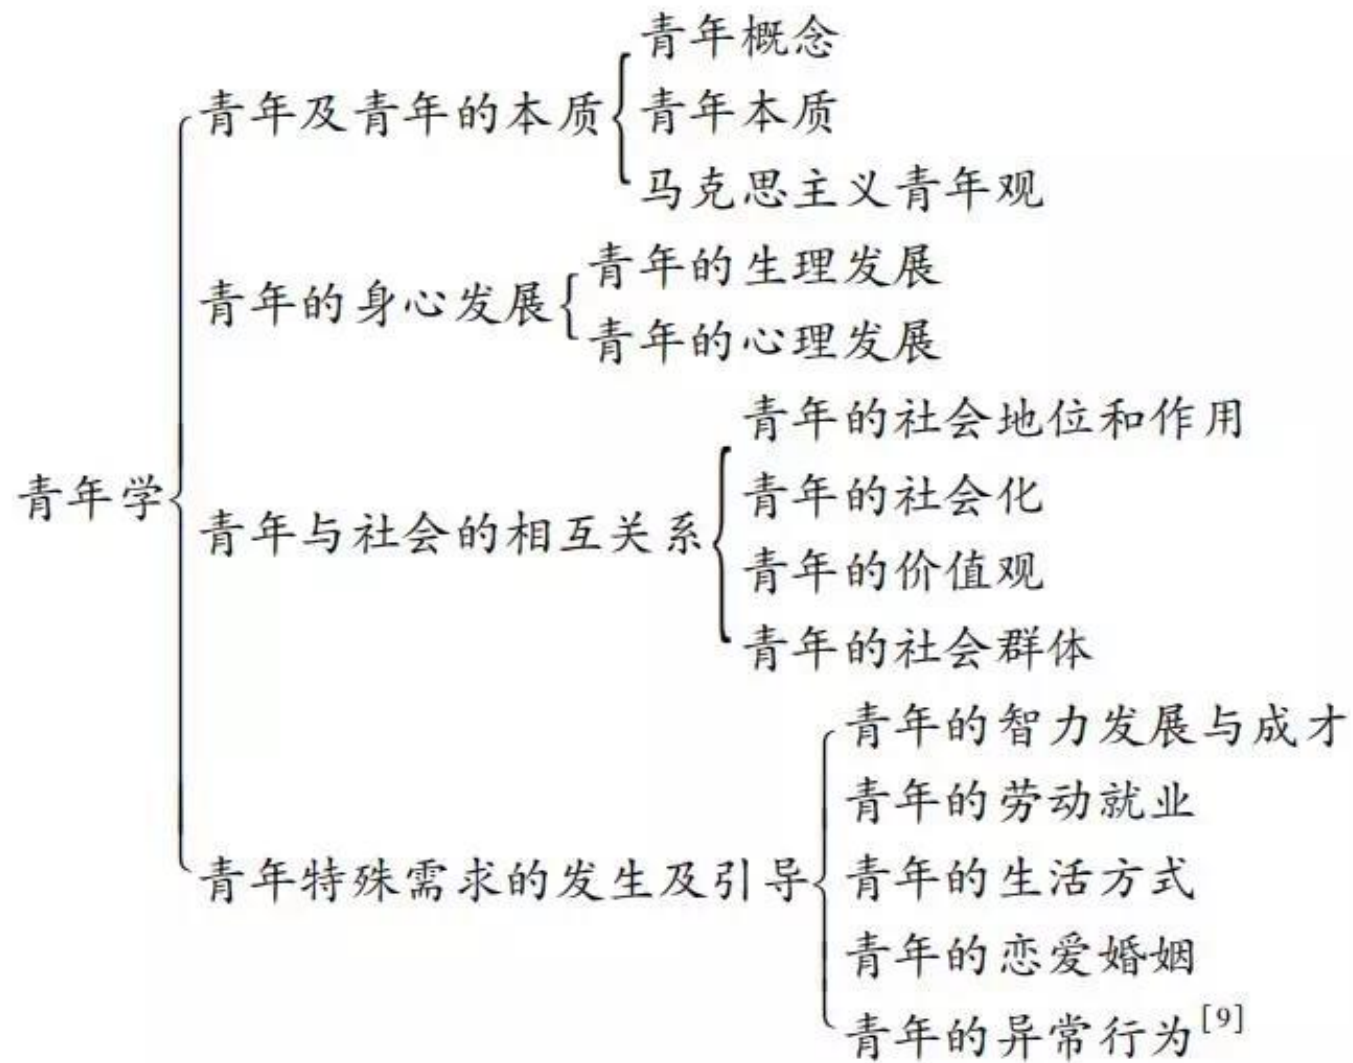 青年学
青年及青年的本质
青年概念
青年本质
马克思主义青年观
青年的身心发展
青年的生理发展
青年的心理发展
青年与社会的相互关系
青年的社会地位和作用
青年的社会化
青年的价值观
青年的社会群体
青年特殊需求的发生及引导
青年的智力发展与成才
青年的劳动就业
青年的生活方式
青年的恋爱婚姻
青年的异常行为[9]